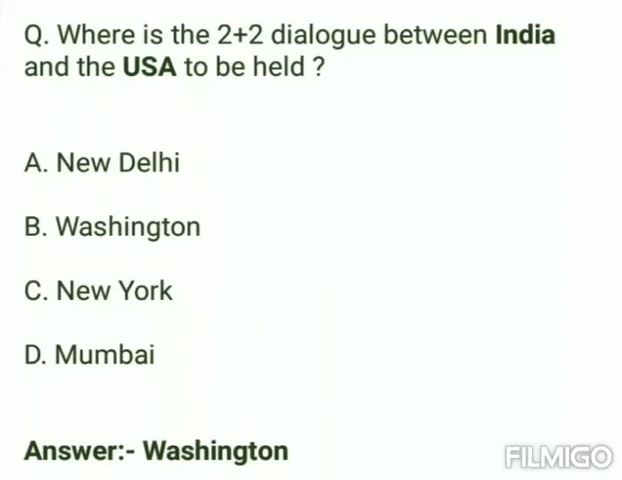 Q. Where is the 2+2 dialogue between India
and the USA to be held ?
A. New Delhi
B. Washington
C. New York
D. Mumbai
Answer:- Washington
FILMIGO